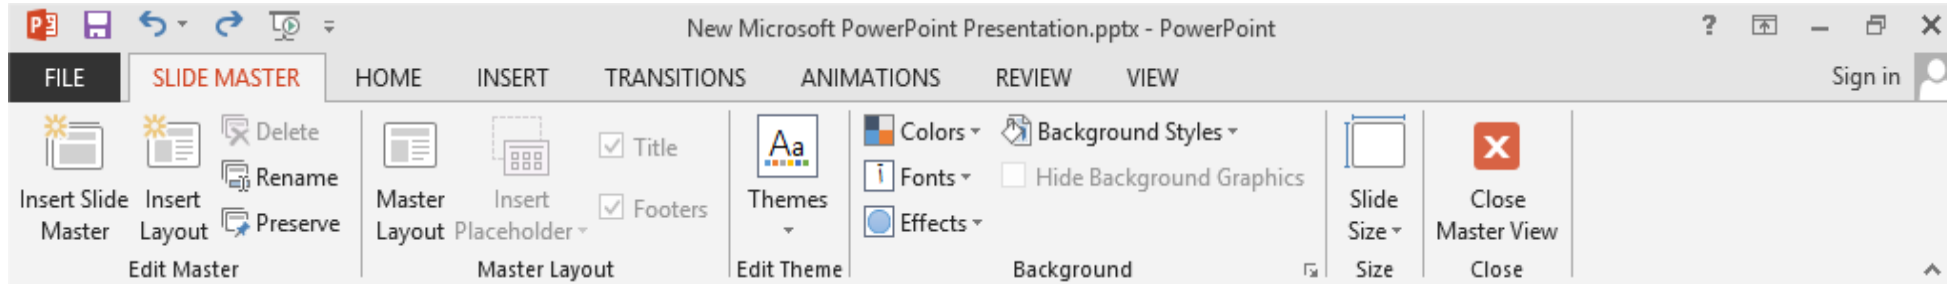 New Microsoft PowerPoint Presentation.pptx - PowerPoint
FILE SLIDE MASTER HOME INSERT TRANSITIONS ANIMATIONS REVIEW VIEW Sign in
Insert Slide Master
Insert Layout
Delete
Rename
Preserve
Edit Master
Master Layout
Insert Placeholder
Title
Footers
Master Layout
Aa
Themes
Edit Theme
Colors
Fonts
Effects
Background Styles
Hide Background Graphics
Background
Slide Size
Size
Close Master View
Close